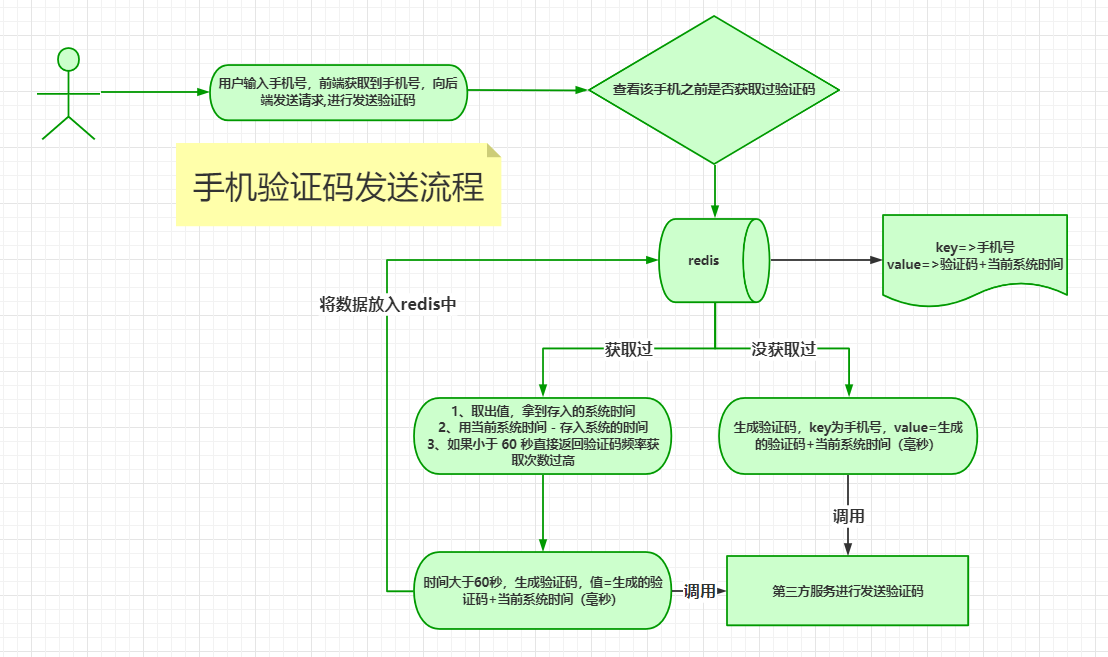 用户输入手机号，前端获取到手机号，向后
端发送请求,进行发送验证码
查看该手机之前是否获取过验证码
手机验证码发送流程
redis
key=>手机号
value=>验证码+当前系统时间
将数据放入redis中
获取过
没获取过
1、取出值，拿到存入的系统时间
2、用当前系统时间 - 存入系统的时间
3、如果小于 60 秒直接返回验证码频率获
取次数过高
生成验证码，key为手机号，value=生成
的验证码+当前系统时间（毫秒）
调用
时间大于60秒，生成验证码，值=生成的验
证码+当前系统时间（毫秒）
调用
第三方服务进行发送验证码